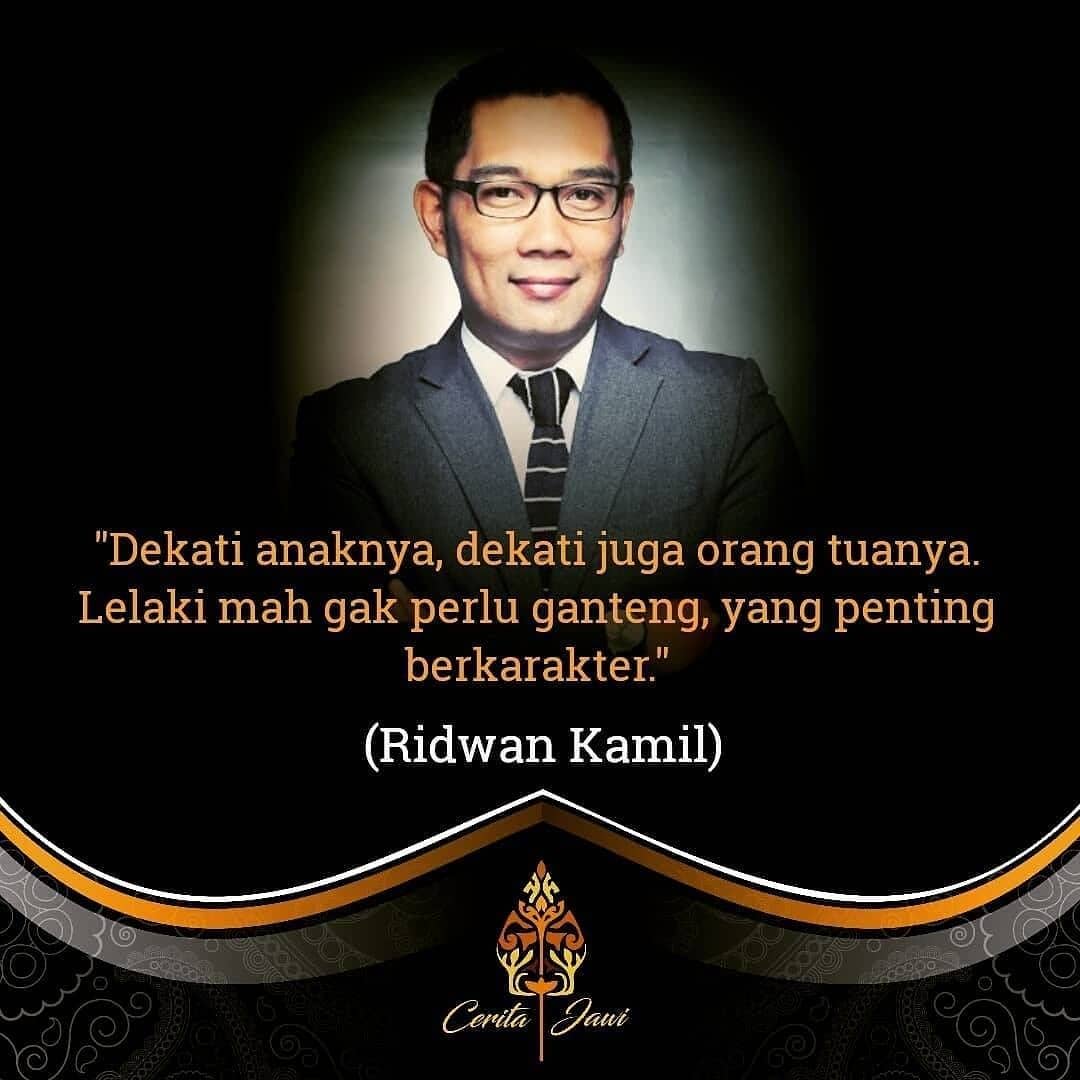 "Dekati anaknya, dekati juga orang tuanya.
Lelaki mah gak perlu ganteng, yang penting
berkarakter."
(Ridwan Kamil)
Cerita Jawi